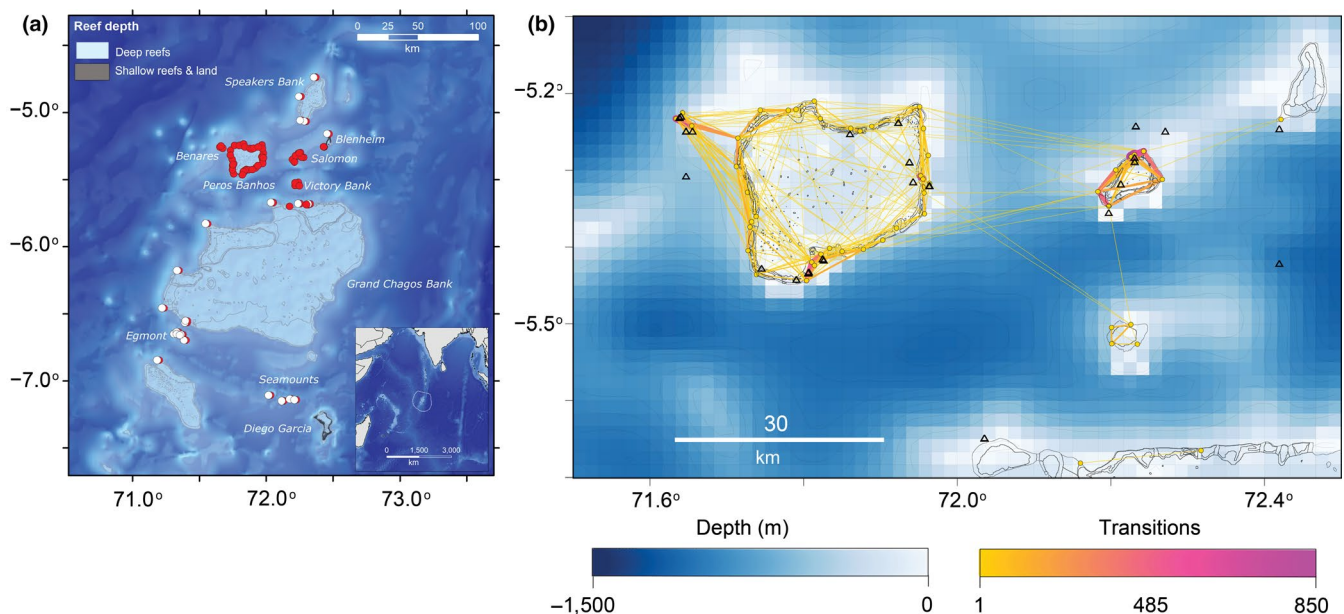 (a)
Reef depth
Deep reefs
Shallow reefs & land
0 25 50 100
km
Speakers Bank
Blenheim
Benares
Salomon
Peros Banhos
Victory Bank
Grand Chagos Bank
Egmont
Seamounts
Diego Garcia
0 1,500 3,000
km
−5.0°
−6.0°
−7.0°
71.0° 72.0° 73.0°
(b)
−5.2°
−5.5°
30
km
71.6° 72.0° 72.4°
Depth (m)
−1,500 0
Transitions
1 485 850